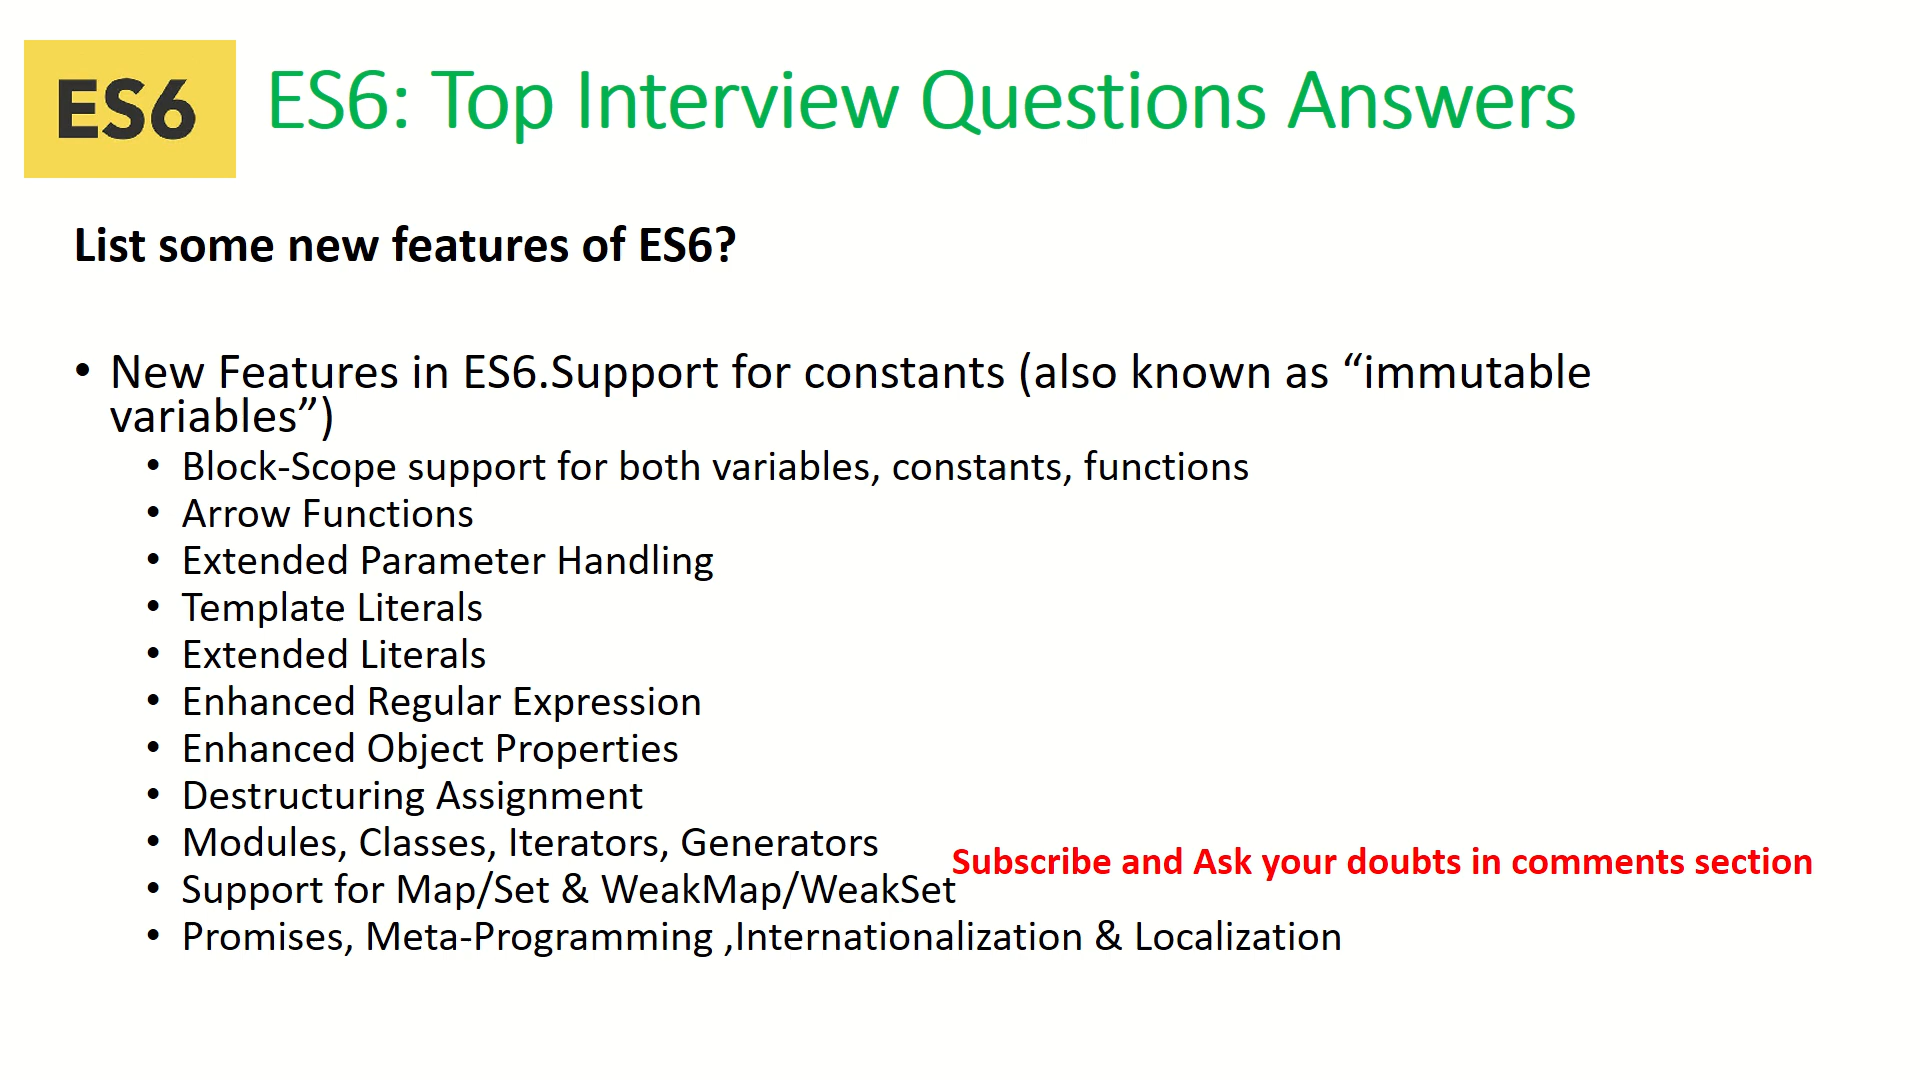 ES6
ES6: Top Interview Questions Answers
List some new features of ES6?
• New Features in ES6.Support for constants (also known as “immutable
variables”)
• Block-Scope support for both variables, constants, functions
• Arrow Functions
• Extended Parameter Handling
• Template Literals
• Extended Literals
• Enhanced Regular Expression
• Enhanced Object Properties
• Destructuring Assignment
• Modules, Classes, Iterators, Generators
Subscribe and Ask your doubts in comments section
• Support for Map/Set & WeakMap/WeakSet
• Promises, Meta-Programming ,Internationalization & Localization